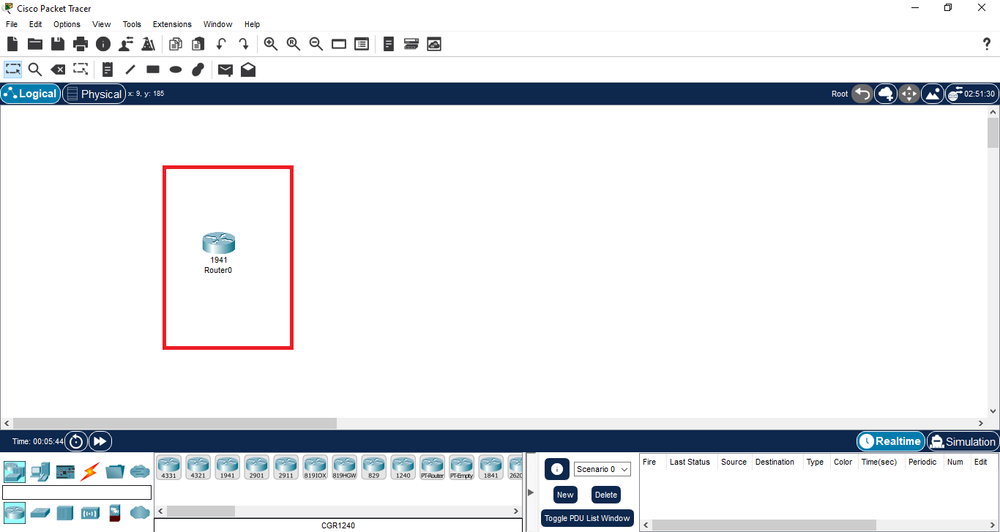 Cisco Packet Tracer
File Edit Options View Tools Extensions Window Help
?
Logical Physical x: 9, y: 185 Root 02:51:30
1941
Router0
Time: 00:05:44 Realtime Simulation
4331 4321 1941 2901 2911 819IOX 819HGW 829 1240 PT-Router PT-Empty 1841 2620
Scenario 0
New Delete
Toggle PDU List Window
Fire Last Status Source Destination Type Color Time(sec) Periodic Num Edit
CGR1240